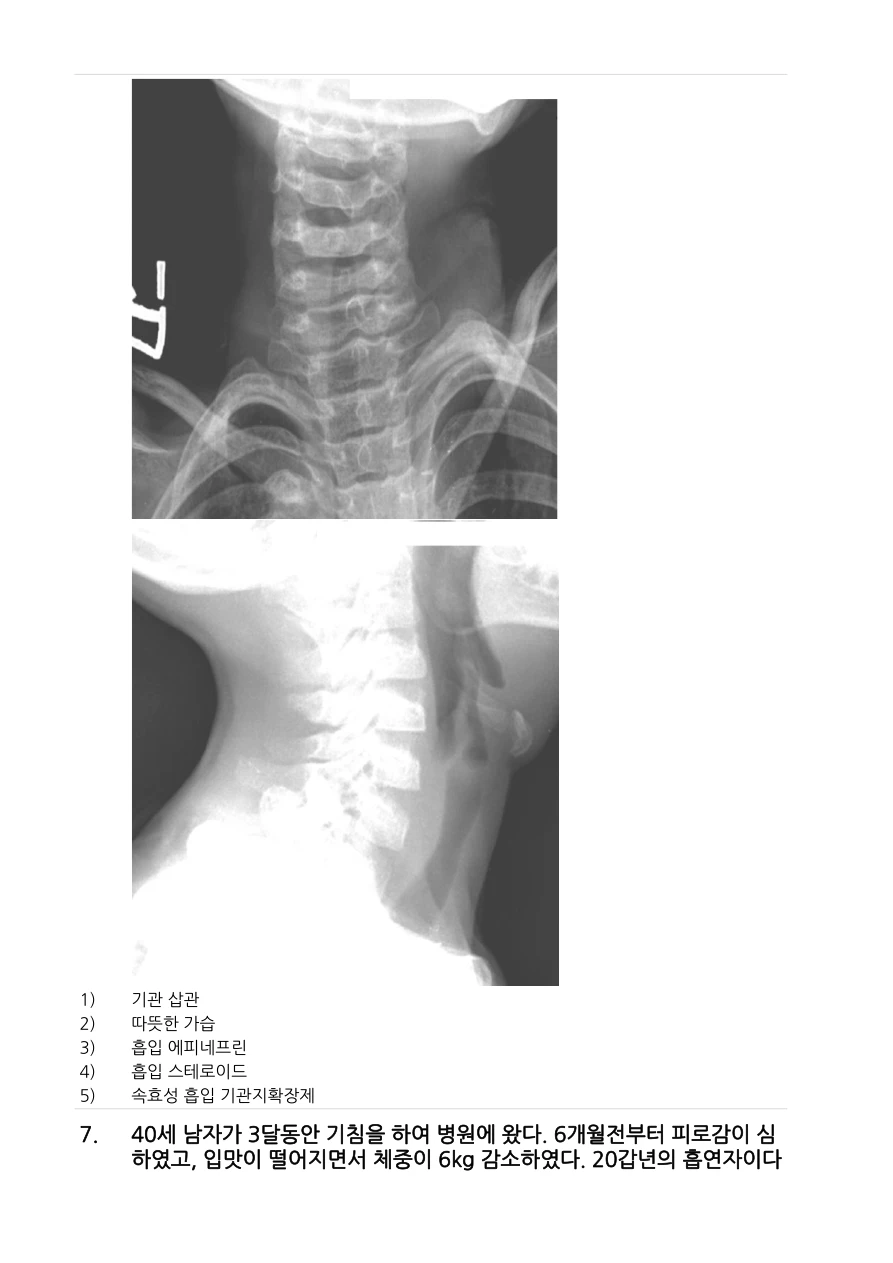 1) 기관 삽관
2) 따뜻한 가습
3) 흡입 에피네프린
4) 흡입 스테로이드
5) 속효성 흡입 기관지확장제
7. 40세 남자가 3달동안 기침을 하여 병원에 왔다. 6개월전부터 피로감이 심
하였고, 입맛이 떨어지면서 체중이 6kg 감소하였다. 20갑년의 흡연자이다